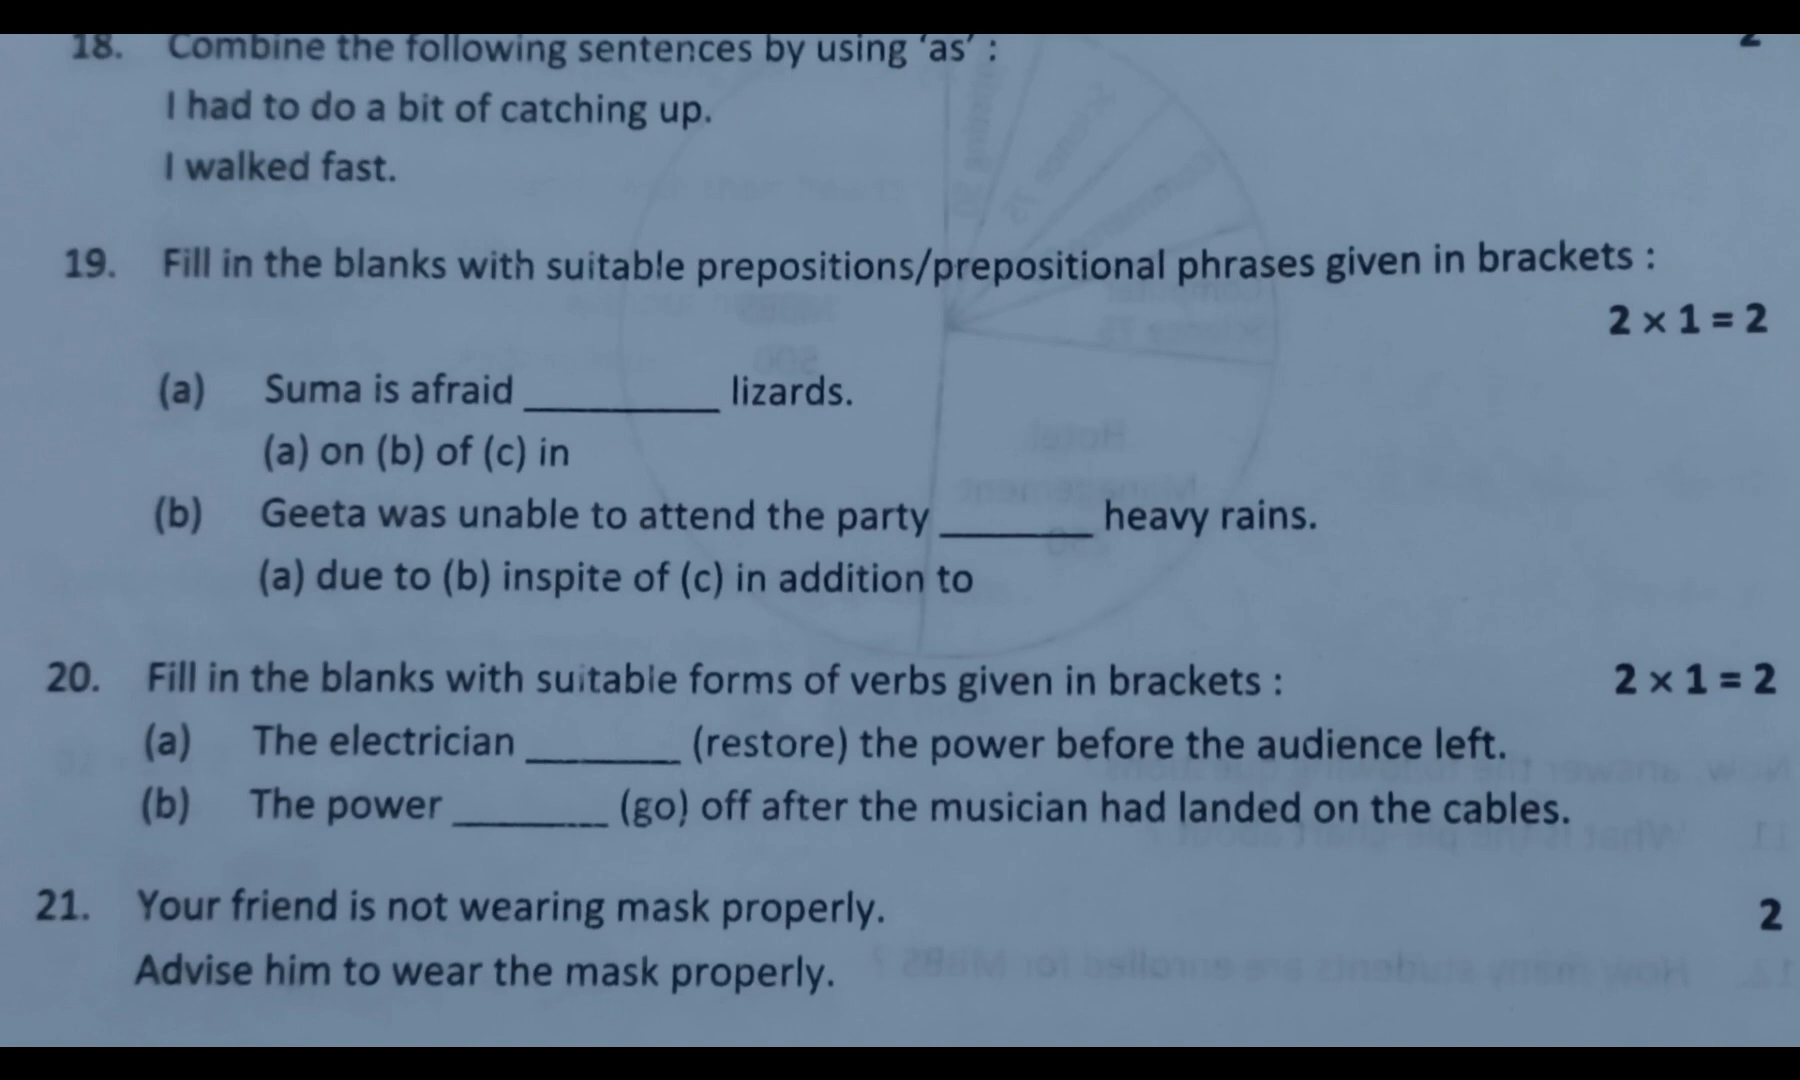 18. Combine the following sentences by using 'as' : 2
I had to do a bit of catching up.
I walked fast.
19. Fill in the blanks with suitable prepositions/prepositional phrases given in brackets :
2 × 1 = 2
(a) Suma is afraid ________ lizards.
(a) on (b) of (c) in
(b) Geeta was unable to attend the party ______ heavy rains.
(a) due to (b) inspite of (c) in addition to
20. Fill in the blanks with suitable forms of verbs given in brackets : 2 × 1 = 2
(a) The electrician ______ (restore) the power before the audience left.
(b) The power ______ (go) off after the musician had landed on the cables.
21. Your friend is not wearing mask properly. 2
Advise him to wear the mask properly.